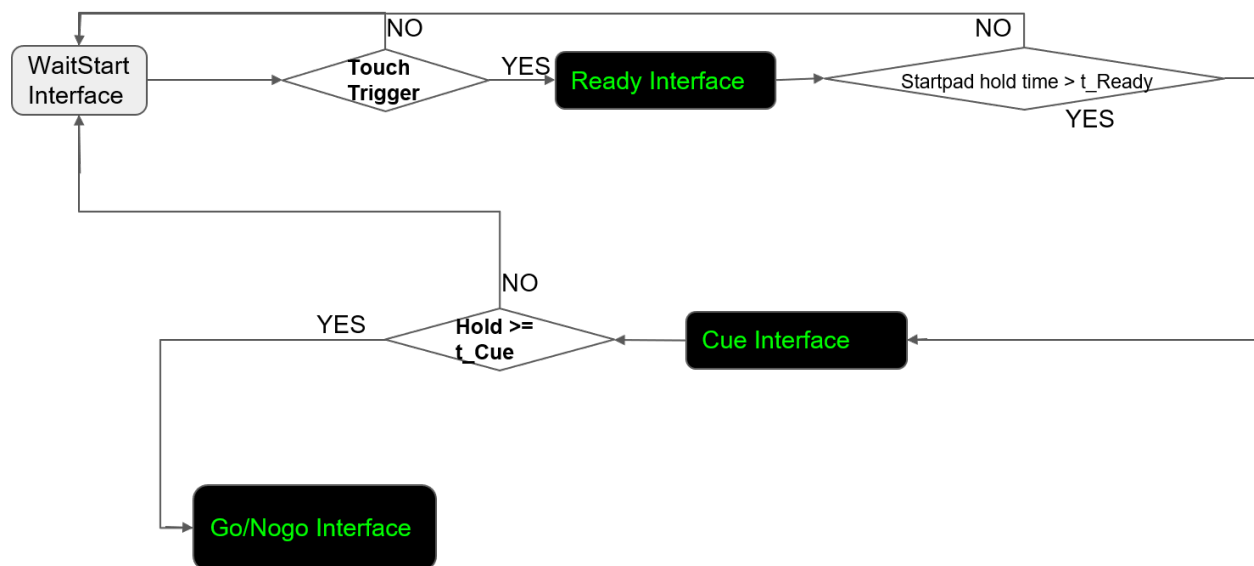 NO
NO
WaitStart
Interface
Touch
Trigger
YES
Ready Interface
Startpad hold time > t_Ready
YES
NO
YES
Hold >=
t_Cue
Cue Interface
Go/Nogo Interface